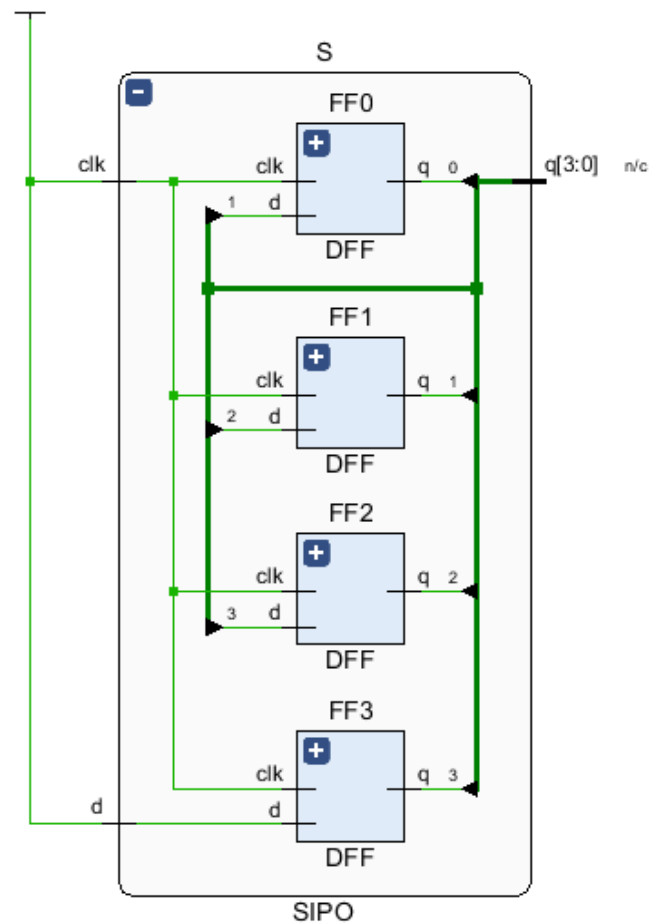 S
FF0
clk clk q 0 q[3:0] n/c
1 d
DFF
FF1
clk q 1
2 d
DFF
FF2
clk q 2
3 d
DFF
FF3
clk q 3
d d
DFF
SIPO